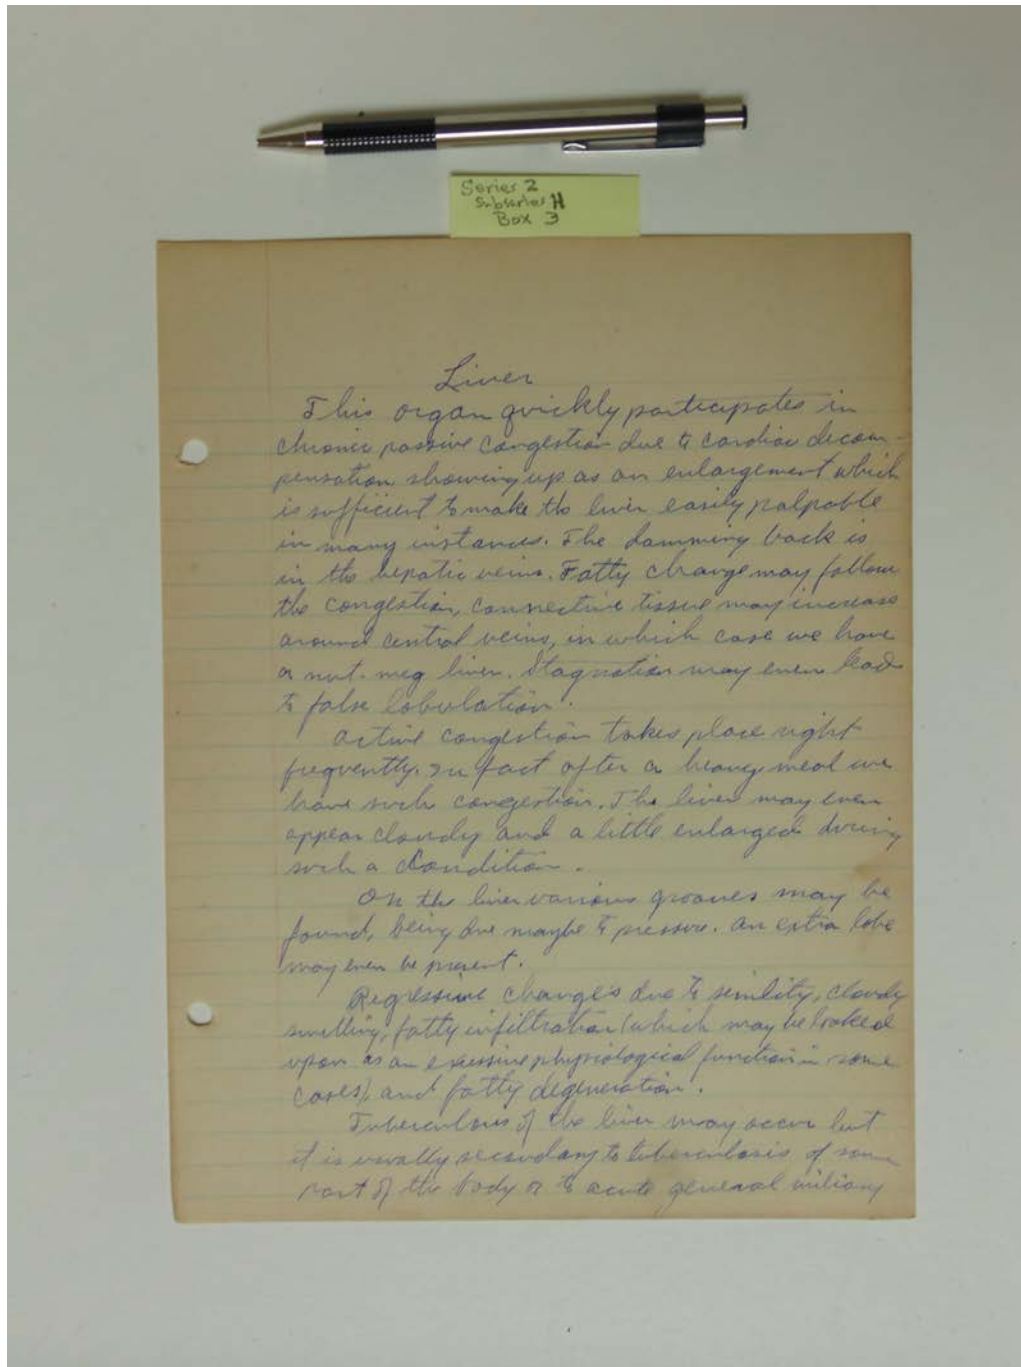 Series 2
Subseries H
Box 3
Liver
This organ quickly participates in
chronic passive congestion due to cardiac decom-
pensation showing up as an enlargement which
is sufficient to make the liver easily palpable
in many instances. The damming back is
in the hepatic veins. Fatty change may follow
the congestion, connective tissue may increase
around central veins, in which case we have
a nut-meg liver. Stagnation may even lead
to false lobulation.
Active congestion takes place right
frequently. In fact after a heavy meal we
have such congestion. The liver may even
appear cloudy and a little enlarged during
such a condition.
On the liver various grooves may be
found, being due maybe to pressure. An extra lobe
may even be present.
Regressive changes due to senility, cloudy
swelling, fatty infiltration (which may be looked
upon as an excessive physiological function in some
cases) and fatty degeneration.
Tuberculosis of the liver may occur but
it is usually secondary to tuberculosis of some
part of the body or to acute general miliary